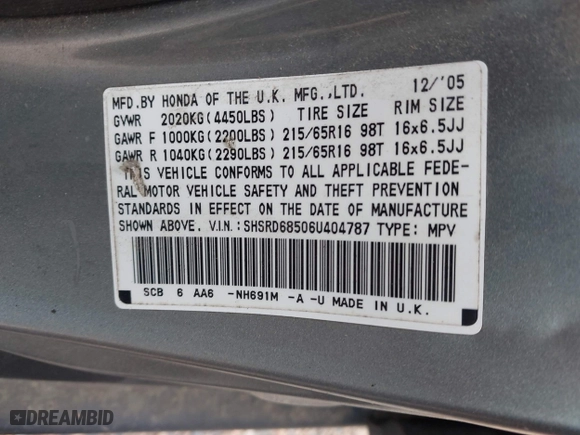 MFD.BY HONDA OF THE U.K. MFG.,LTD. 12/'05
GVWR 2020KG(4450LBS) TIRE SIZE RIM SIZE
GAWR F 1000KG(2200LBS) 215/65R16 98T 16x6.5JJ
GAWR R 1040KG(2290LBS) 215/65R16 98T 16x6.5JJ
THIS VEHICLE CONFORMS TO ALL APPLICABLE FEDE-
RAL MOTOR VEHICLE SAFETY AND THEFT PREVENTION
STANDARDS IN EFFECT ON THE DATE OF MANUFACTURE
SHOWN ABOVE. V.I.N.:SHSRD68506U404787 TYPE: MPV
SCB 6 AA6 -NH691M -A -U MADE IN U.K.
DREAMBID